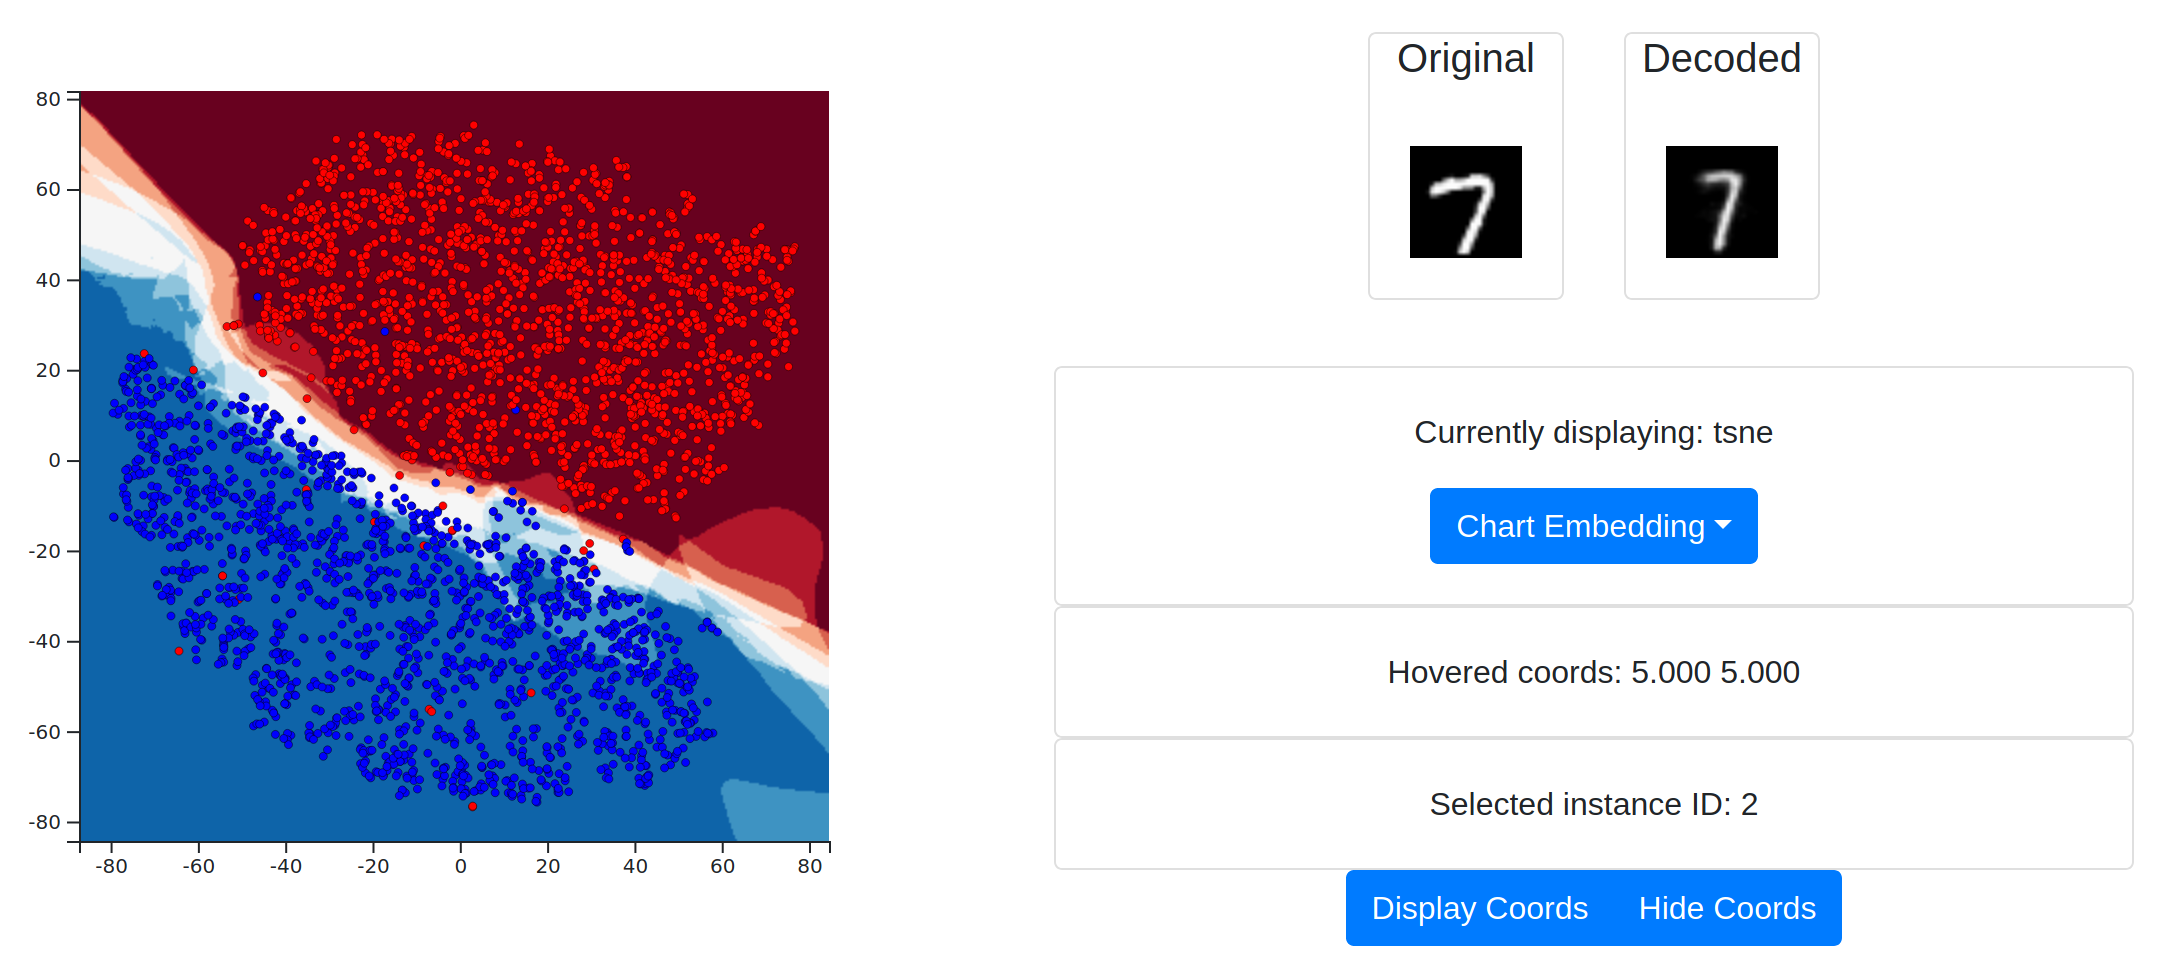 Original
Decoded
7
7
80
60
40
20
0
-20
-40
-60
-80
-80
-60
-40
-20
0
20
40
60
80
Currently displaying: tsne
Chart Embedding
Hovered coords: 5.000 5.000
Selected instance ID: 2
Display Coords
Hide Coords